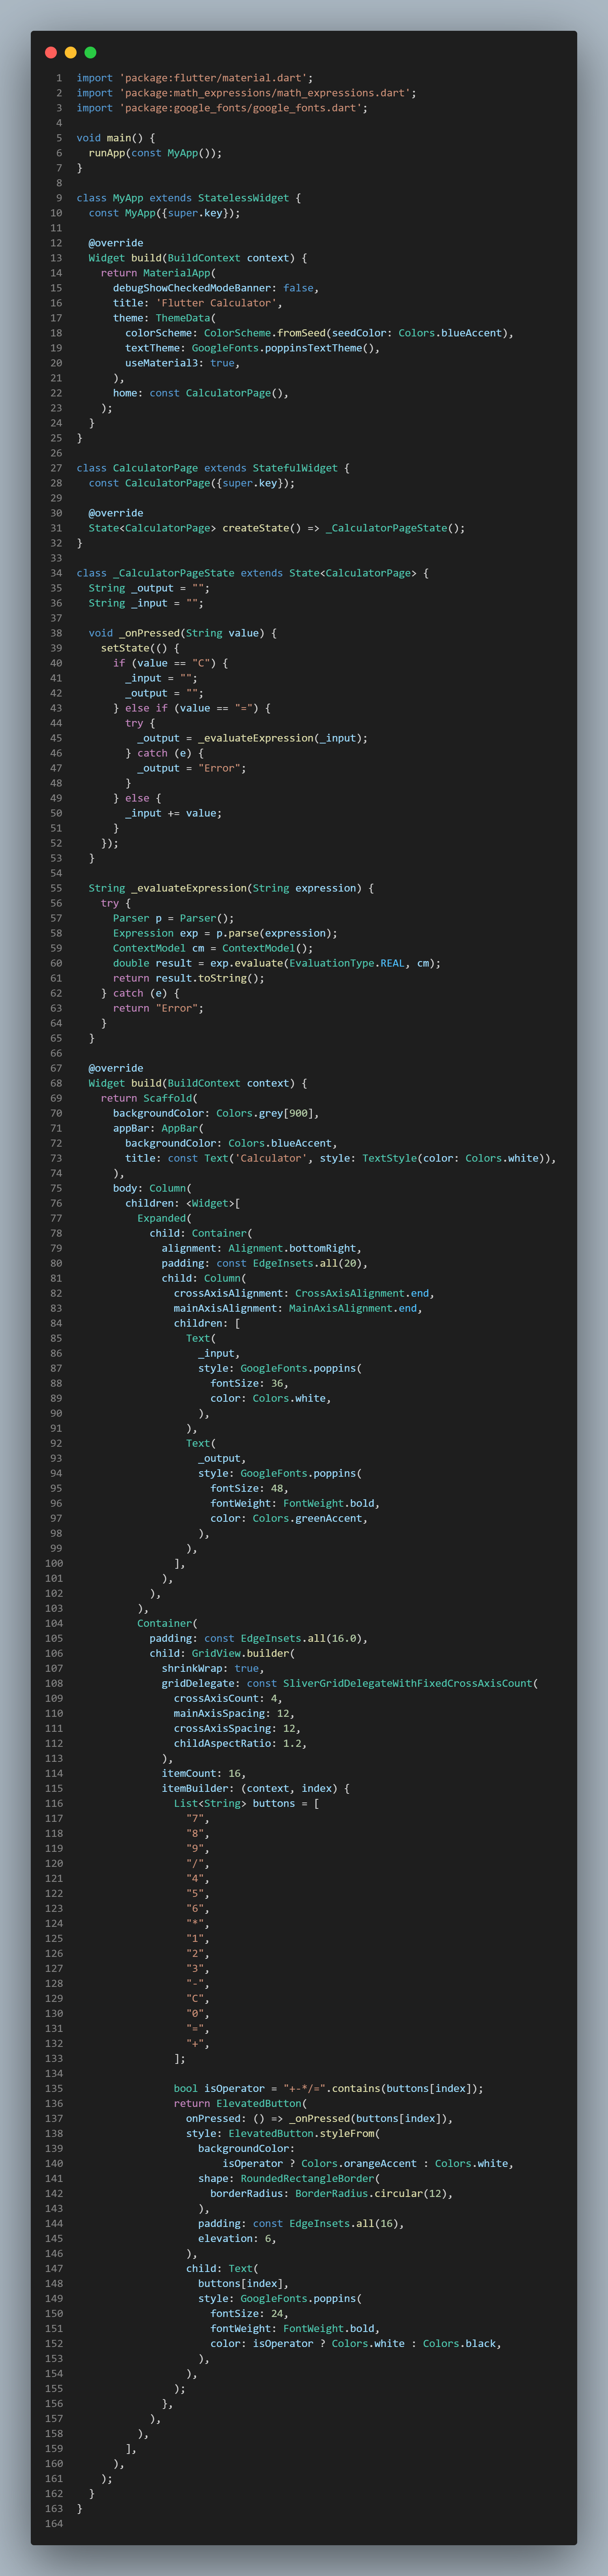 1 import 'package:flutter/material.dart';
2 import 'package:math_expressions/math_expressions.dart';
3 import 'package:google_fonts/google_fonts.dart';
4
5 void main() {
6   runApp(const MyApp());
7 }
8
9 class MyApp extends StatelessWidget {
10   const MyApp({super.key});
11
12   @override
13   Widget build(BuildContext context) {
14     return MaterialApp(
15       debugShowCheckedModeBanner: false,
16       title: 'Flutter Calculator',
17       theme: ThemeData(
18         colorScheme: ColorScheme.fromSeed(seedColor: Colors.blueAccent),
19         textTheme: GoogleFonts.poppinsTextTheme(),
20         useMaterial3: true,
21       ),
22       home: const CalculatorPage(),
23     );
24   }
25 }
26
27 class CalculatorPage extends StatefulWidget {
28   const CalculatorPage({super.key});
29
30   @override
31   State<CalculatorPage> createState() => _CalculatorPageState();
32 }
33
34 class _CalculatorPageState extends State<CalculatorPage> {
35   String _output = "";
36   String _input = "";
37
38   void _onPressed(String value) {
39     setState(() {
40       if (value == "C") {
41         _input = "";
42         _output = "";
43       } else if (value == "=") {
44         try {
45           _output = _evaluateExpression(_input);
46         } catch (e) {
47           _output = "Error";
48         }
49       } else {
50         _input += value;
51       }
52     });
53   }
54
55   String _evaluateExpression(String expression) {
56     try {
57       Parser p = Parser();
58       Expression exp = p.parse(expression);
59       ContextModel cm = ContextModel();
60       double result = exp.evaluate(EvaluationType.REAL, cm);
61       return result.toString();
62     } catch (e) {
63       return "Error";
64     }
65   }
66
67   @override
68   Widget build(BuildContext context) {
69     return Scaffold(
70       backgroundColor: Colors.grey[900],
71       appBar: AppBar(
72         backgroundColor: Colors.blueAccent,
73         title: const Text('Calculator', style: TextStyle(color: Colors.white)),
74       ),
75       body: Column(
76         children: <Widget>[
77           Expanded(
78             child: Container(
79               alignment: Alignment.bottomRight,
80               padding: const EdgeInsets.all(20),
81               child: Column(
82                 crossAxisAlignment: CrossAxisAlignment.end,
83                 mainAxisAlignment: MainAxisAlignment.end,
84                 children: [
85                   Text(
86                     _input,
87                     style: GoogleFonts.poppins(
88                       fontSize: 36,
89                       color: Colors.white,
90                     ),
91                   ),
92                   Text(
93                     _output,
94                     style: GoogleFonts.poppins(
95                       fontSize: 48,
96                       fontWeight: FontWeight.bold,
97                       color: Colors.greenAccent,
98                     ),
99                   ),
100                 ],
101               ),
102             ),
103           ),
104           Container(
105             padding: const EdgeInsets.all(16.0),
106             child: GridView.builder(
107               shrinkWrap: true,
108               gridDelegate: const SliverGridDelegateWithFixedCrossAxisCount(
109                 crossAxisCount: 4,
110                 mainAxisSpacing: 12,
111                 crossAxisSpacing: 12,
112                 childAspectRatio: 1.2,
113               ),
114               itemCount: 16,
115               itemBuilder: (context, index) {
116                 List<String> buttons = [
117                   "7",
118                   "8",
119                   "9",
120                   "/",
121                   "4",
122                   "5",
123                   "6",
124                   "*",
125                   "1",
126                   "2",
127                   "3",
128                   "-",
129                   "C",
130                   "0",
131                   "=",
132                   "+",
133                 ];
134
135                 bool isOperator = "+-*/=".contains(buttons[index]);
136                 return ElevatedButton(
137                   onPressed: () => _onPressed(buttons[index]),
138                   style: ElevatedButton.styleFrom(
139                     backgroundColor:
140                         isOperator ? Colors.orangeAccent : Colors.white,
141                     shape: RoundedRectangleBorder(
142                       borderRadius: BorderRadius.circular(12),
143                     ),
144                     padding: const EdgeInsets.all(16),
145                     elevation: 6,
146                   ),
147                   child: Text(
148                     buttons[index],
149                     style: GoogleFonts.poppins(
150                       fontSize: 24,
151                       fontWeight: FontWeight.bold,
152                       color: isOperator ? Colors.white : Colors.black,
153                     ),
154                   ),
155                 );
156               },
157             ),
158           ),
159         ],
160       ),
161     );
162   }
163 }
164